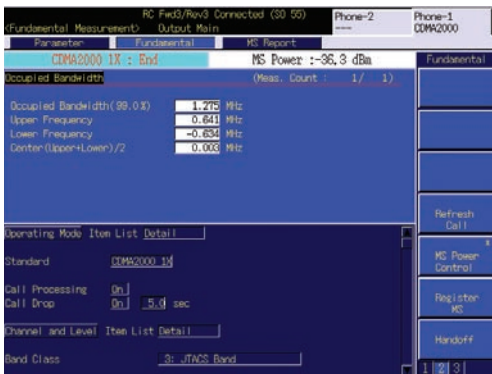 RC Fwd3/Rev3 Connected (SO 55)
<Fundamental Measurement> Output Main
Phone-2
----
Phone-1
CDMA2000
Parameter Fundamental MS Report
CDMA2000 1X : End MS Power :-36.3 dBm
Fundamental
Occupied Bandwidth (Meas. Count : 1/ 1)
Occupied Bandwidth(99.0%) 1.275 MHz
Upper Frequency 0.641 MHz
Lower Frequency -0.634 MHz
Center(Upper+Lower)/2 0.003 MHz
Refresh
Call
Operating Mode Item List Detail
Standard CDMA2000 1X
*
MS Power
Control
Call Processing On
Call Drop On 5.0 sec
Register
MS
Channel and Level Item List Detail
Handoff
Band Class 3: JTACS Band
1 2 3